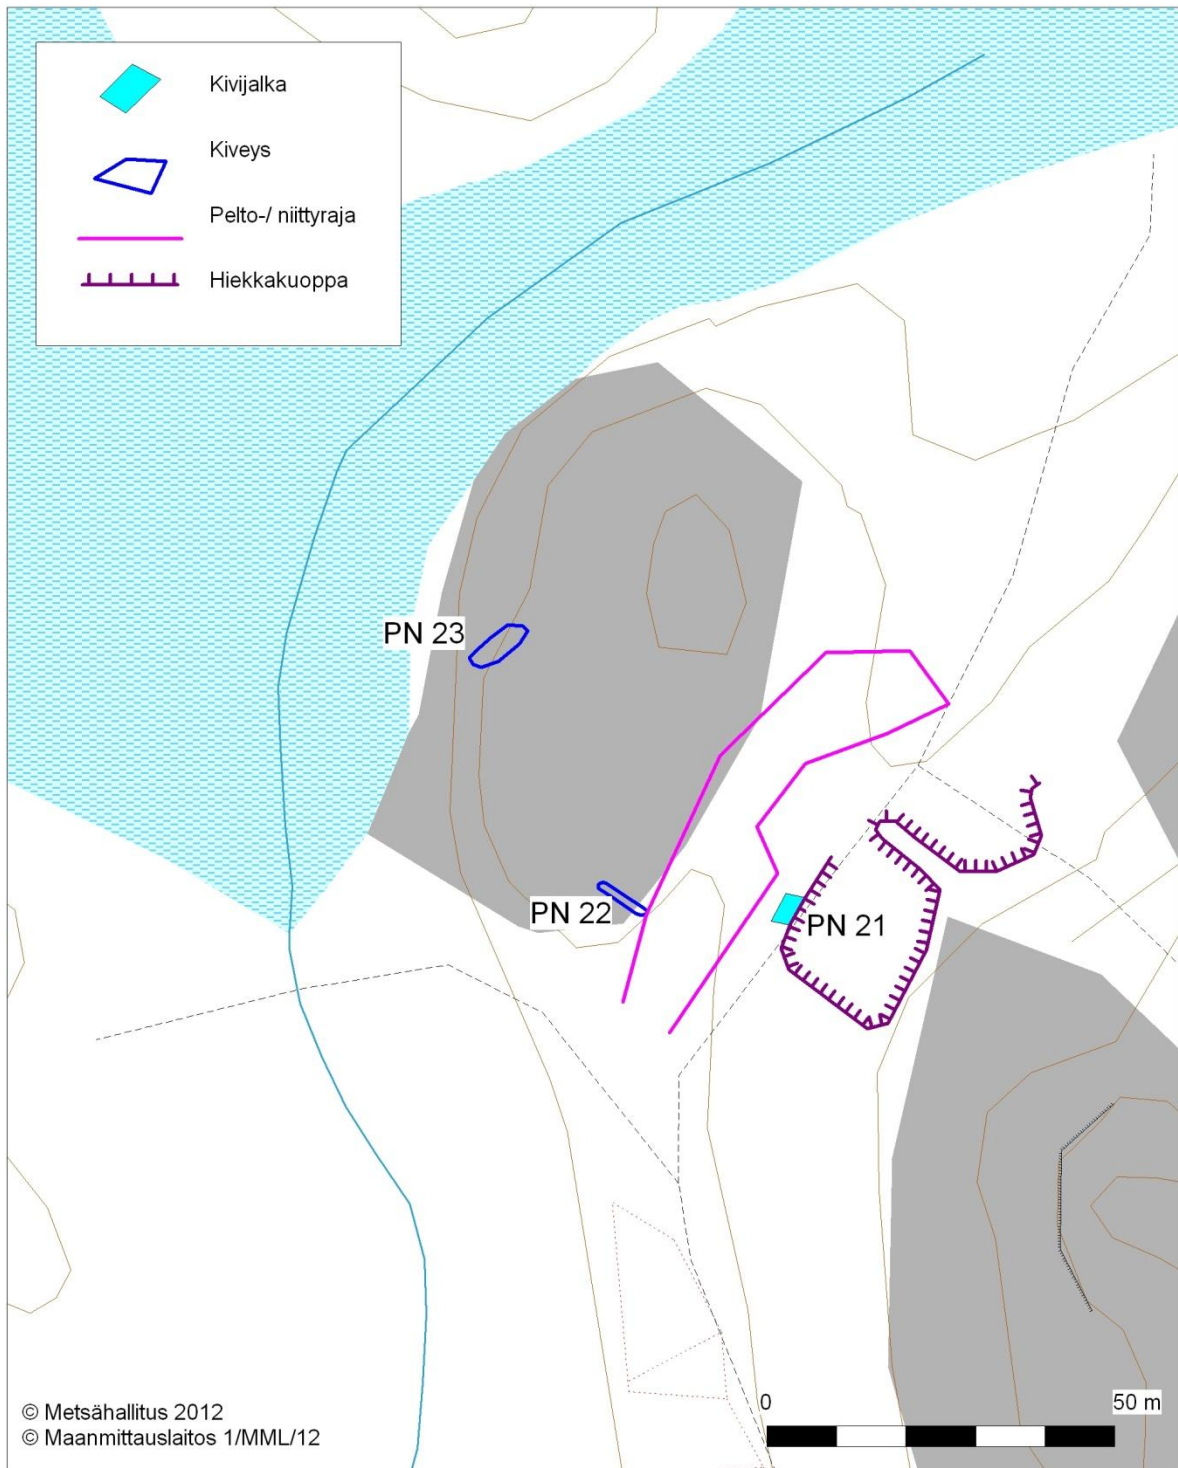 Kivijalka
Kiveys
Pelto-/ niittyraja
Hiekkakuoppa
PN 23
PN 22
PN 21
0
50 m
© Metsähallitus 2012
© Maanmittauslaitos 1/MML/12